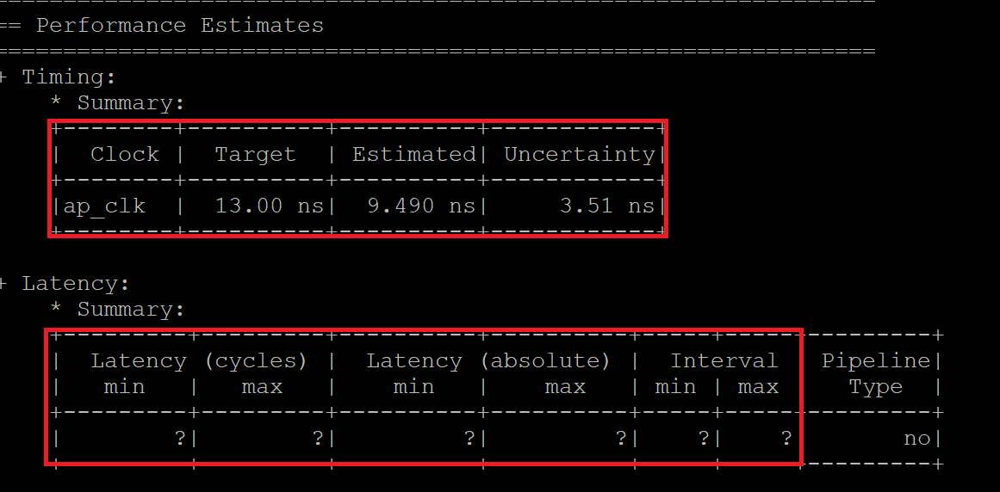 ================================================================
== Performance Estimates
================================================================
+ Timing:
    * Summary:
    +--------+----------+----------+------------+
    |  Clock |  Target  | Estimated| Uncertainty|
    +--------+----------+----------+------------+
    |ap_clk  |  13.00 ns|  9.490 ns|     3.51 ns|
    +--------+----------+----------+------------+
+ Latency:
    * Summary:
    +---------+---------+----------+----------+-----+-----+---------+
    |  Latency (cycles) |  Latency (absolute) |  Interval | Pipeline|
    |   min   |   max   |    min   |    max   | min | max |   Type  |
    +---------+---------+----------+----------+-----+-----+---------+
    |        ?|        ?|         ?|         ?|    ?|    ?|       no|
    +---------+---------+----------+----------+-----+-----+---------+